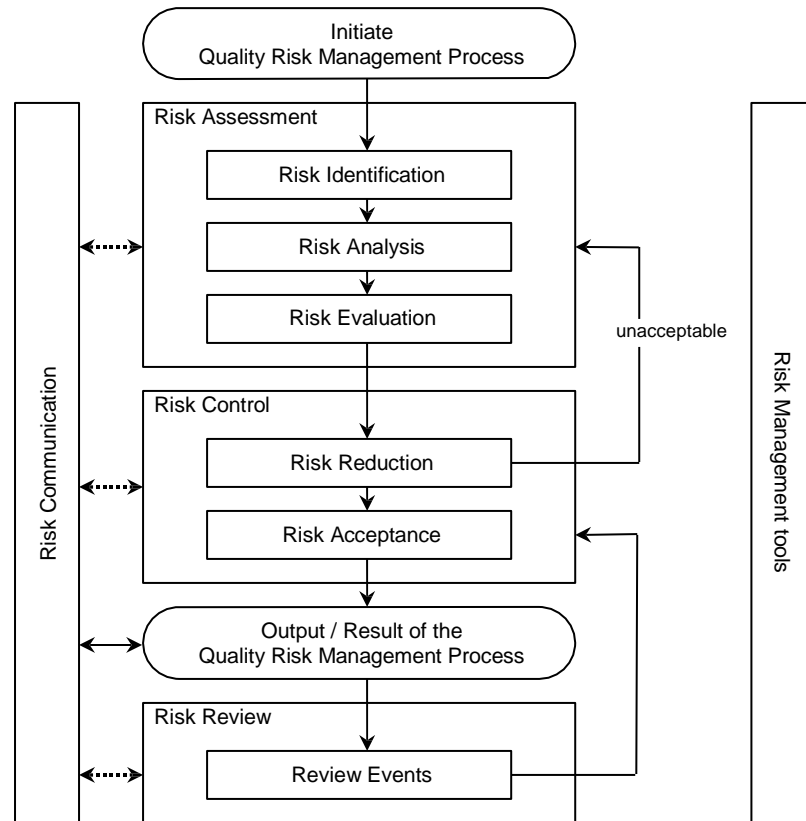 Initiate
Quality Risk Management Process
Risk Assessment
Risk Identification
Risk Analysis
Risk Evaluation
unacceptable
Risk Communication
Risk Management tools
Risk Control
Risk Reduction
Risk Acceptance
Output / Result of the
Quality Risk Management Process
Risk Review
Review Events